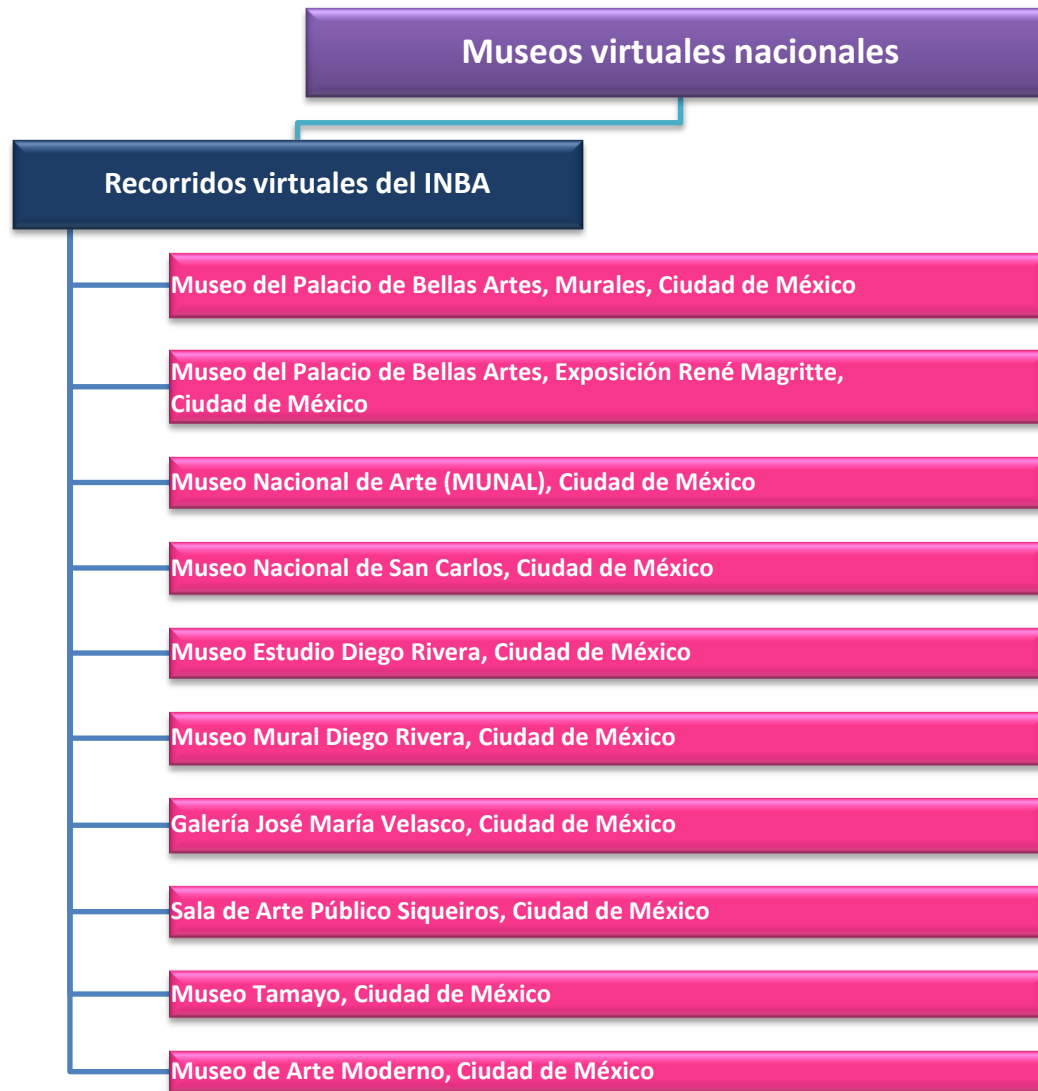 Museos virtuales nacionales
Recorridos virtuales del INBA
Museo del Palacio de Bellas Artes, Murales, Ciudad de México
Museo del Palacio de Bellas Artes, Exposición René Magritte,
Ciudad de México
Museo Nacional de Arte (MUNAL), Ciudad de México
Museo Nacional de San Carlos, Ciudad de México
Museo Estudio Diego Rivera, Ciudad de México
Museo Mural Diego Rivera, Ciudad de México
Galería José María Velasco, Ciudad de México
Sala de Arte Público Siqueiros, Ciudad de México
Museo Tamayo, Ciudad de México
Museo de Arte Moderno, Ciudad de México